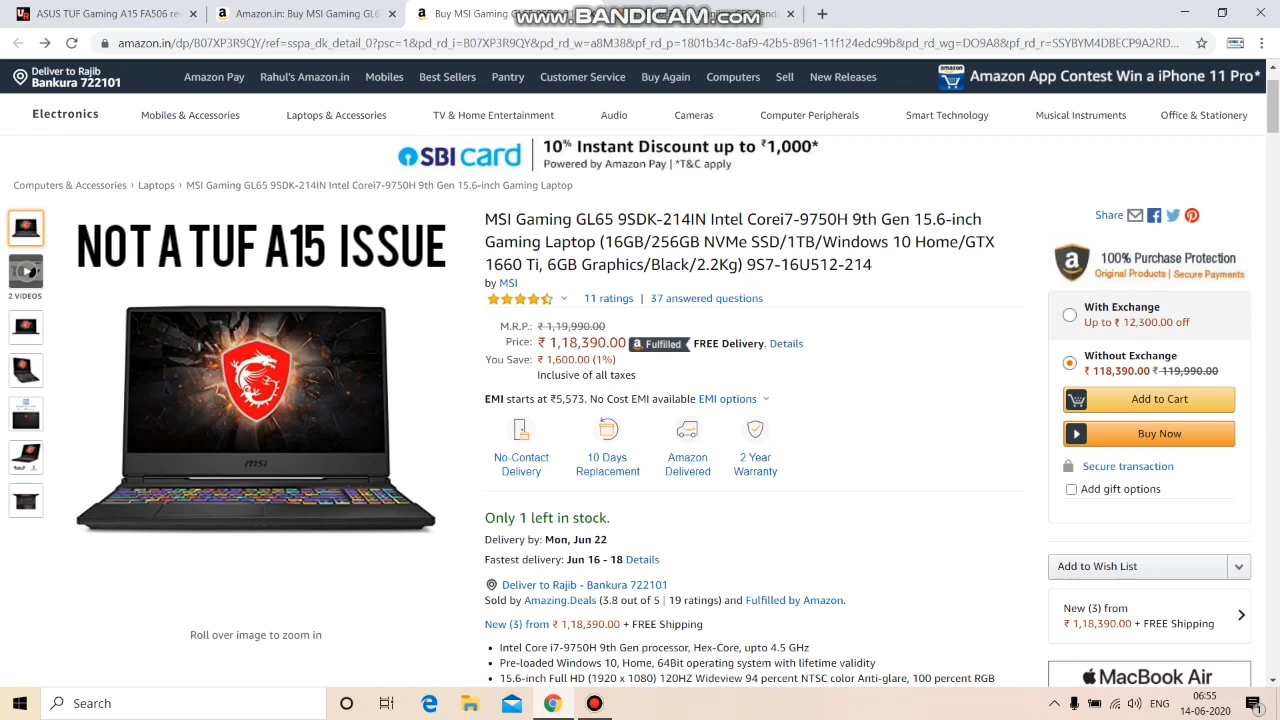 ASUS TUF Gaming A15 FA506 re
Amazon.in: Buy MSI Gaming GL6
Buy MSI Gaming
www.BANDICAM.com
amazon.in/dp/B07XP3R9QY/ref=sspa_dk_detail_0?psc=1&pd_rd_i=B07XP3R9QY&pd_rd_w=M38Y0&pf_rd_p=1801b34c-8af9-42b5-8961-11f124edc99b&pd_rd_wg=DO9A8&pf_rd_r=SSYBYM4DBECP9A2RD...
Deliver to Rajib
Bankura 722101
Amazon Pay Rahul's Amazon.in Mobiles Best Sellers Pantry Customer Service Buy Again Computers Sell New Releases
amazon
Amazon App Contest Win a iPhone 11 Pro*
Electronics Mobiles & Accessories Laptops & Accessories TV & Home Entertainment Audio Cameras Computer Peripherals Smart Technology Musical Instruments Office & Stationery
SBI card
10% Instant Discount up to ₹1,000*
Powered by Amazon Pay | *T&C apply
Computers & Accessories › Laptops › MSI Gaming GL65 9SDK-214IN Intel Corei7-9750H 9th Gen 15.6-inch Gaming Laptop
NOT A TUF A15 ISSUE
2 VIDEOS
msi
Roll over image to zoom in
MSI Gaming GL65 9SDK-214IN Intel Corei7-9750H 9th Gen 15.6-inch
Gaming Laptop (16GB/256GB NVMe SSD/1TB/Windows 10 Home/GTX
1660 Ti, 6GB Graphics/Black/2.2Kg) 9S7-16U512-214
by MSI
11 ratings | 37 answered questions
M.R.P.: ₹ 1,19,990.00
Price: ₹ 1,18,390.00 Fulfilled FREE Delivery. Details
You Save: ₹ 1,600.00 (1%)
Inclusive of all taxes
EMI starts at ₹5,573. No Cost EMI available EMI options
No-Contact Delivery
10 Days Replacement
Amazon Delivered
2 Year Warranty
Only 1 left in stock.
Delivery by: Mon, Jun 22
Fastest delivery: Jun 16 - 18 Details
Deliver to Rajib - Bankura 722101
Sold by Amazing.Deals (3.8 out of 5 | 19 ratings) and Fulfilled by Amazon.
New (3) from ₹ 1,18,390.00 + FREE Shipping
• Intel Core i7-9750H 9th Gen processor, Hex-Core, upto 4.5 GHz
• Pre-loaded Windows 10, Home, 64Bit operating system with lifetime validity
• 15.6-inch Full HD (1920 x 1080) 120HZ Wideview 94 percent NTSC color Anti-glare, 100 percent RGB
Share
100% Purchase Protection
Original Products | Secure Payments
With Exchange
Up to ₹ 12,300.00 off
Without Exchange
₹ 118,390.00 ₹ 119,990.00
Add to Cart
Buy Now
Secure transaction
Add gift options
Add to Wish List
New (3) from
₹ 1,18,390.00 + FREE Shipping
MacBook Air
Search
ENG
06:55
14-06-2020
1